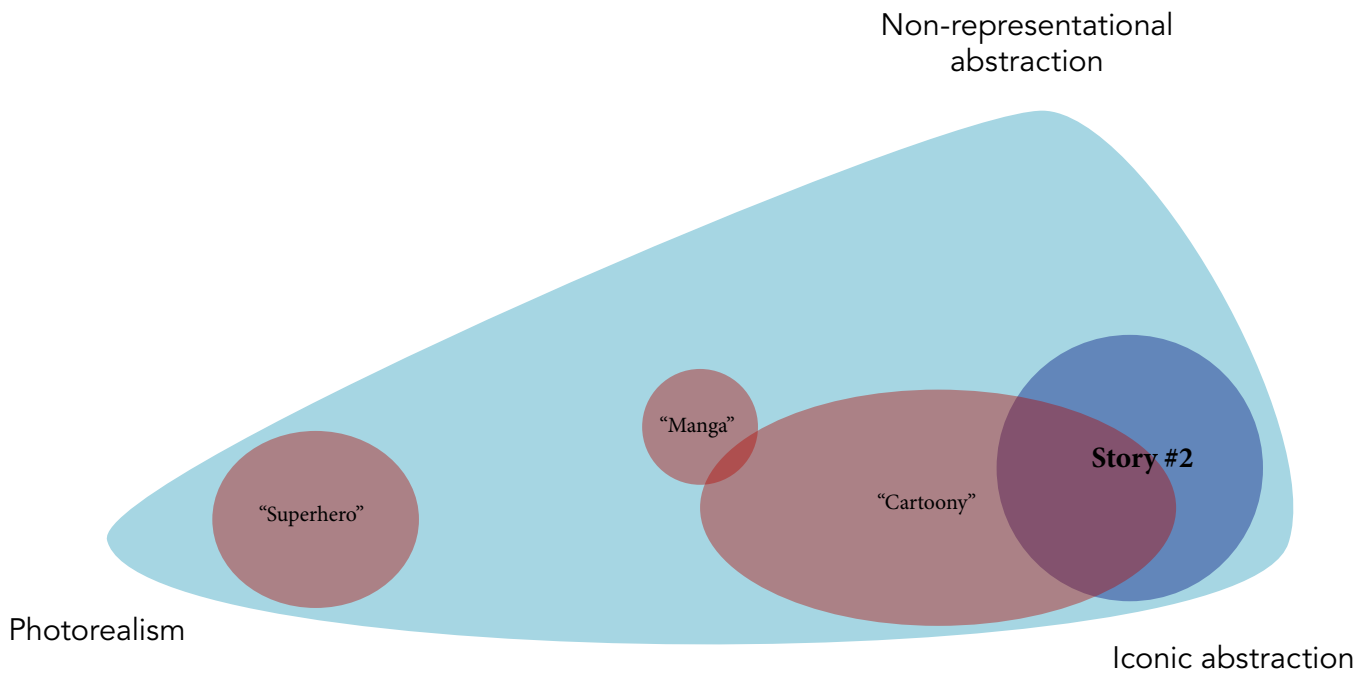 Non-representational
abstraction
“Manga”
Story #2
“Cartoony”
“Superhero”
Photorealism
Iconic abstraction